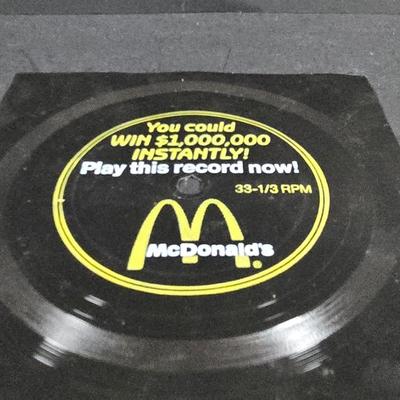 You could
WIN $1,000,000
INSTANTLY!
Play this record now!
33-1/3 RPM
McDonald's